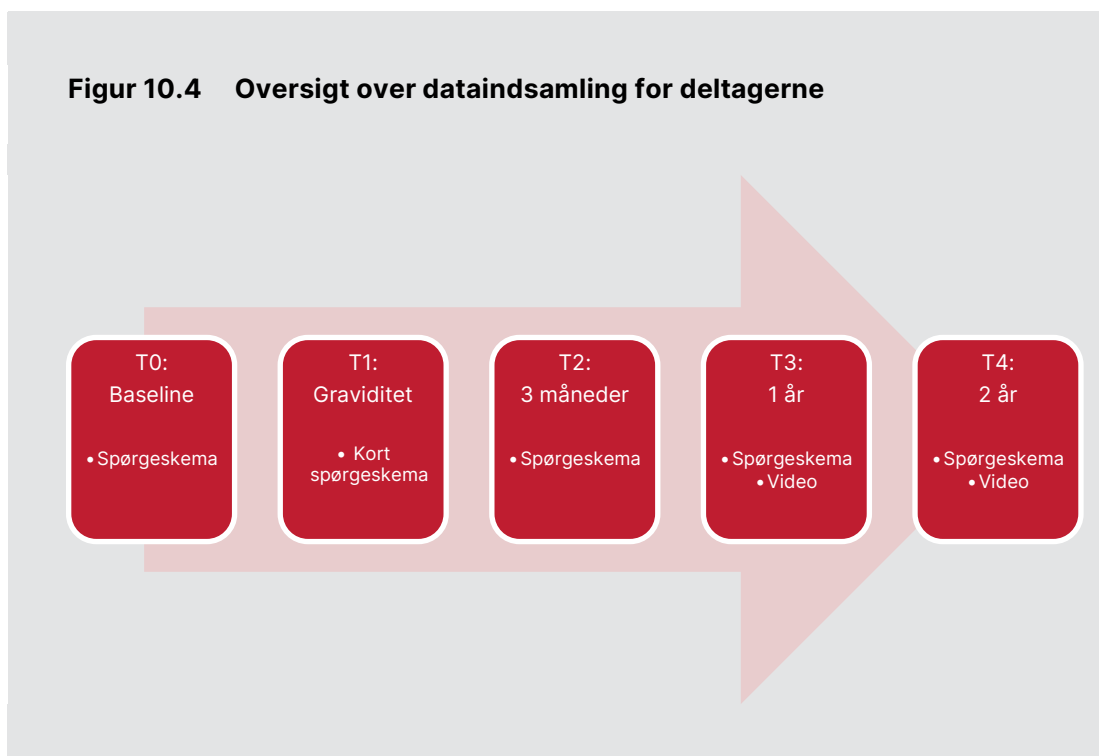 Figur 10.4 Oversigt over dataindsamling for deltagerne
T0:
Baseline
• Spørgeskema
T1:
Graviditet
• Kort
spørgeskema
T2:
3 måneder
• Spørgeskema
T3:
1 år
• Spørgeskema
• Video
T4:
2 år
• Spørgeskema
• Video